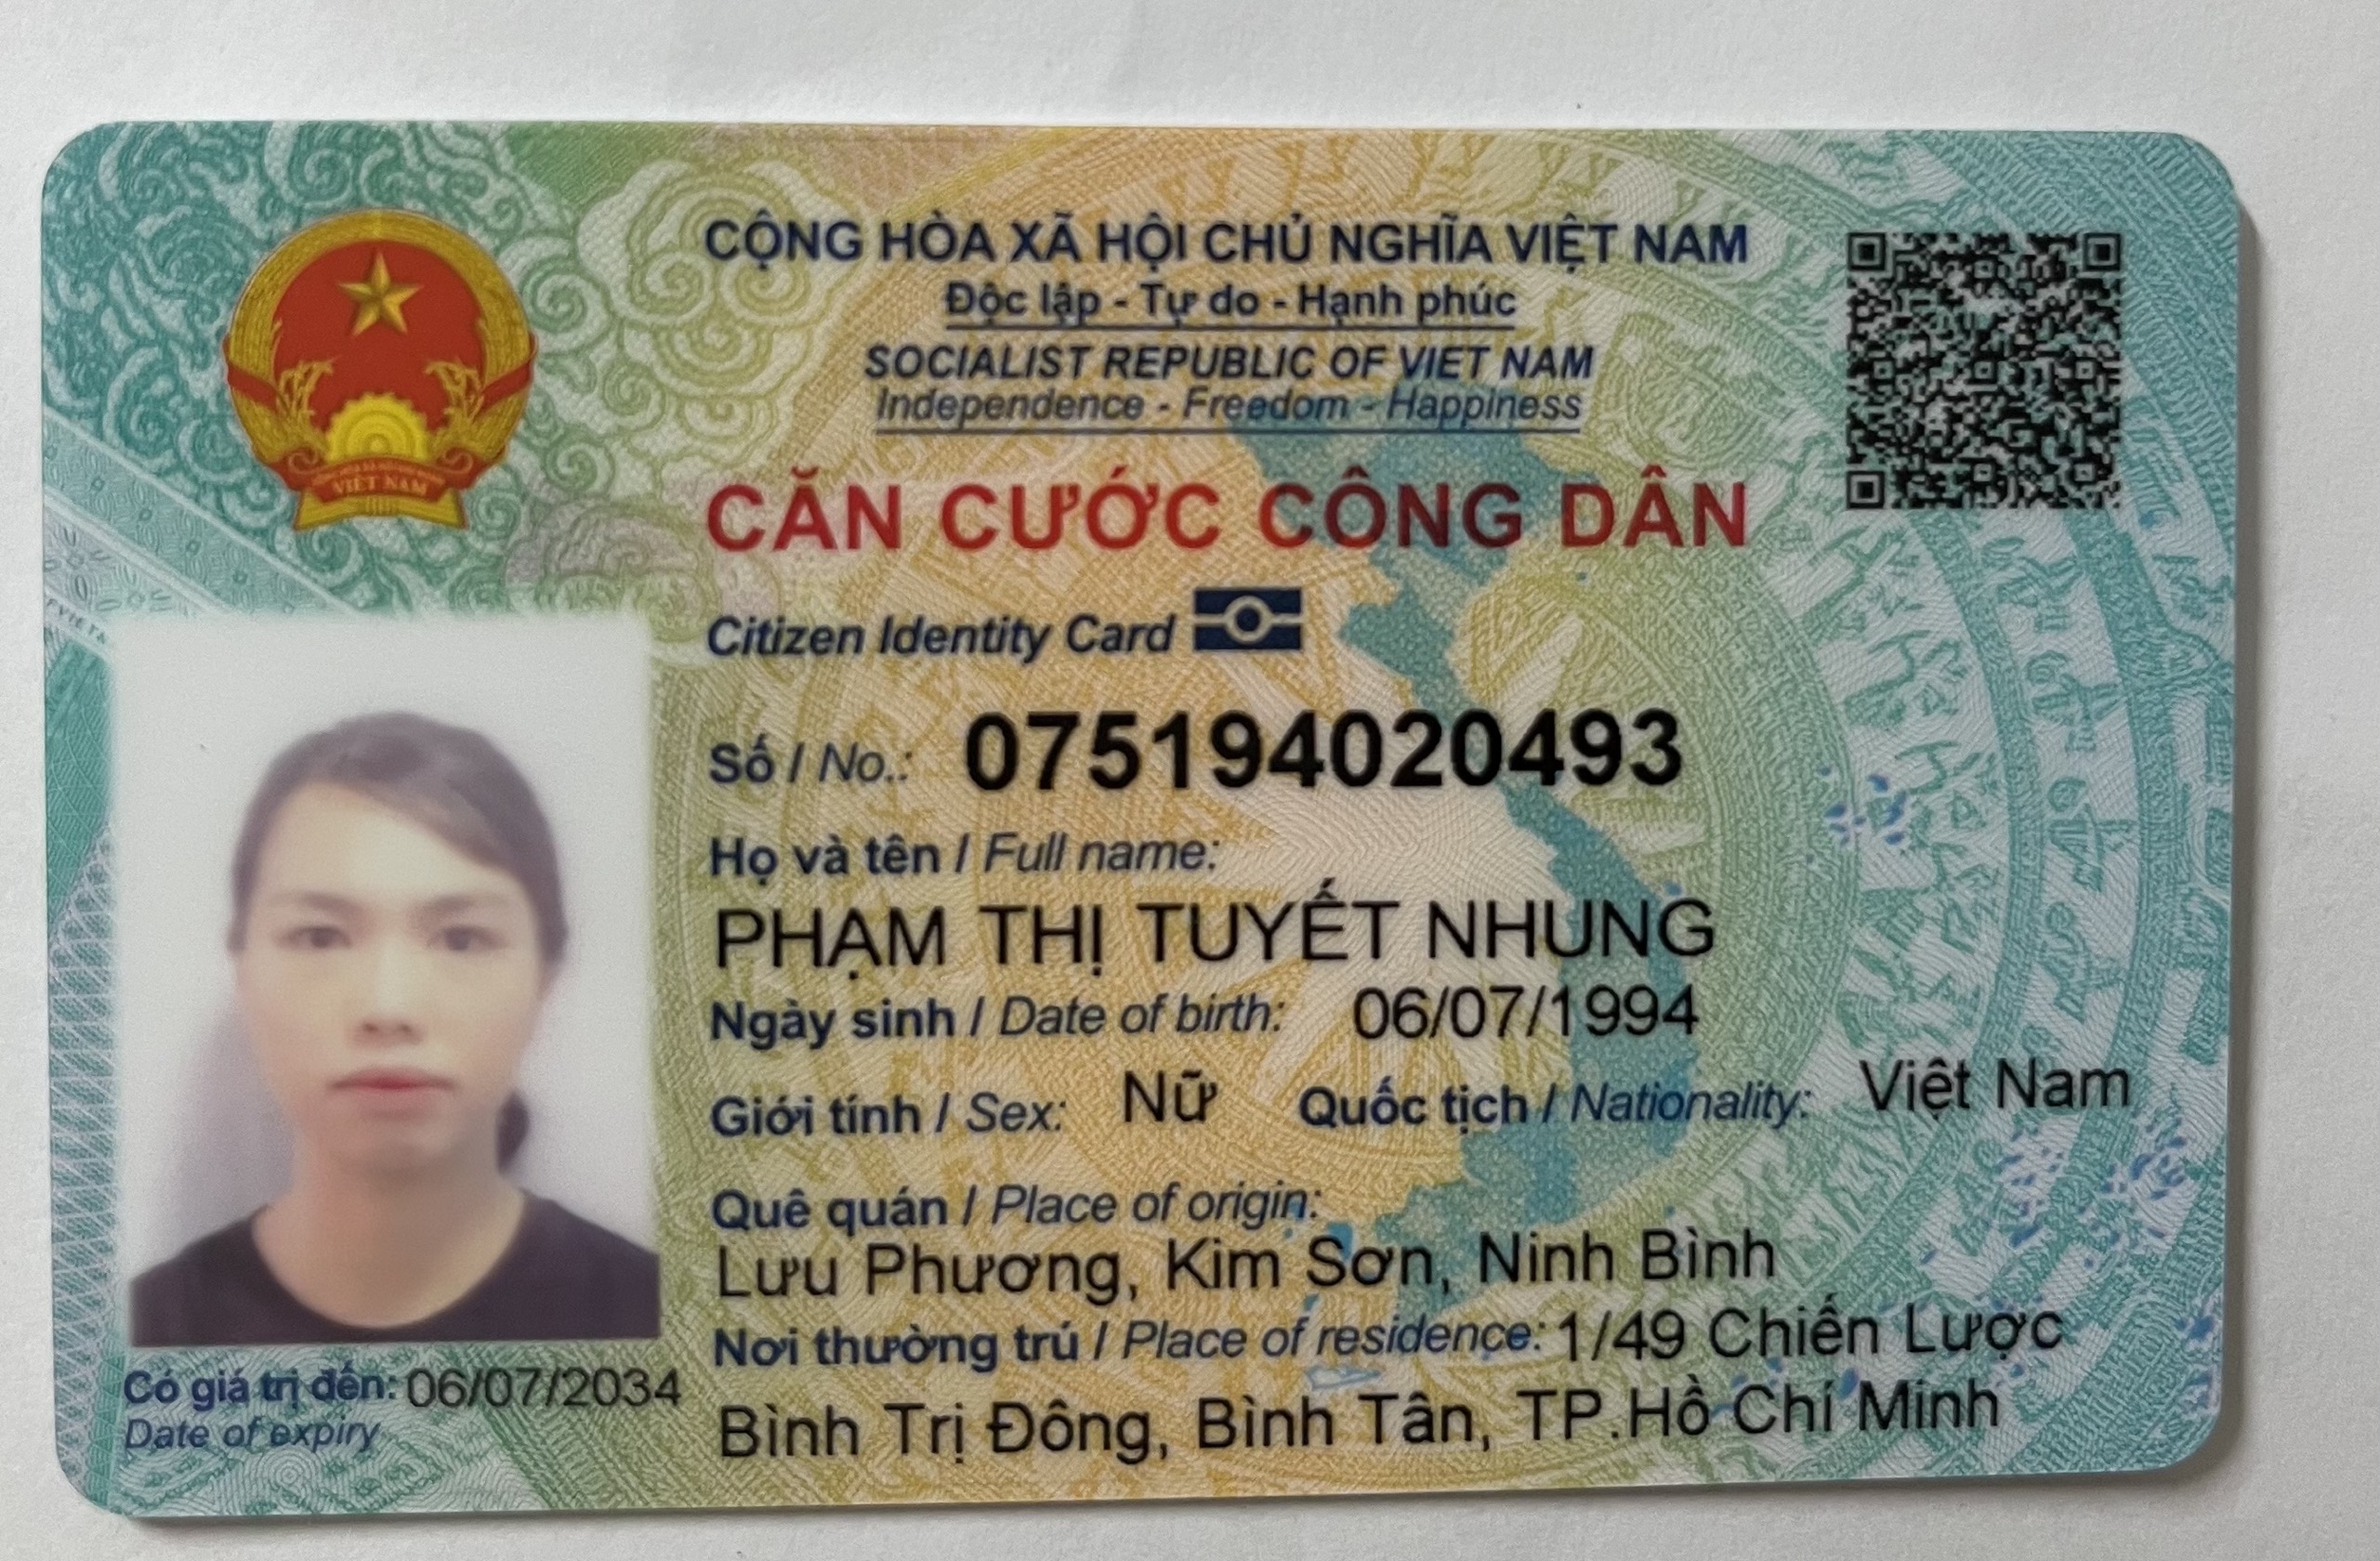 CỘNG HÒA XÃ HỘI CHỦ NGHĨA VIỆT NAM
Độc lập - Tự do - Hạnh phúc
SOCIALIST REPUBLIC OF VIET NAM
Independence - Freedom - Happiness
CĂN CƯỚC CÔNG DÂN
Citizen Identity Card
VIỆT NAM
Số / No.: 075194020493
Họ và tên / Full name:
PHẠM THỊ TUYẾT NHUNG
Ngày sinh / Date of birth: 06/07/1994
Giới tính / Sex: Nữ Quốc tịch / Nationality: Việt Nam
Quê quán / Place of origin:
Lưu Phương, Kim Sơn, Ninh Bình
Nơi thường trú / Place of residence: 1/49 Chiến Lược
Bình Trị Đông, Bình Tân, TP.Hồ Chí Minh
Có giá trị đến: 06/07/2034
Date of expiry